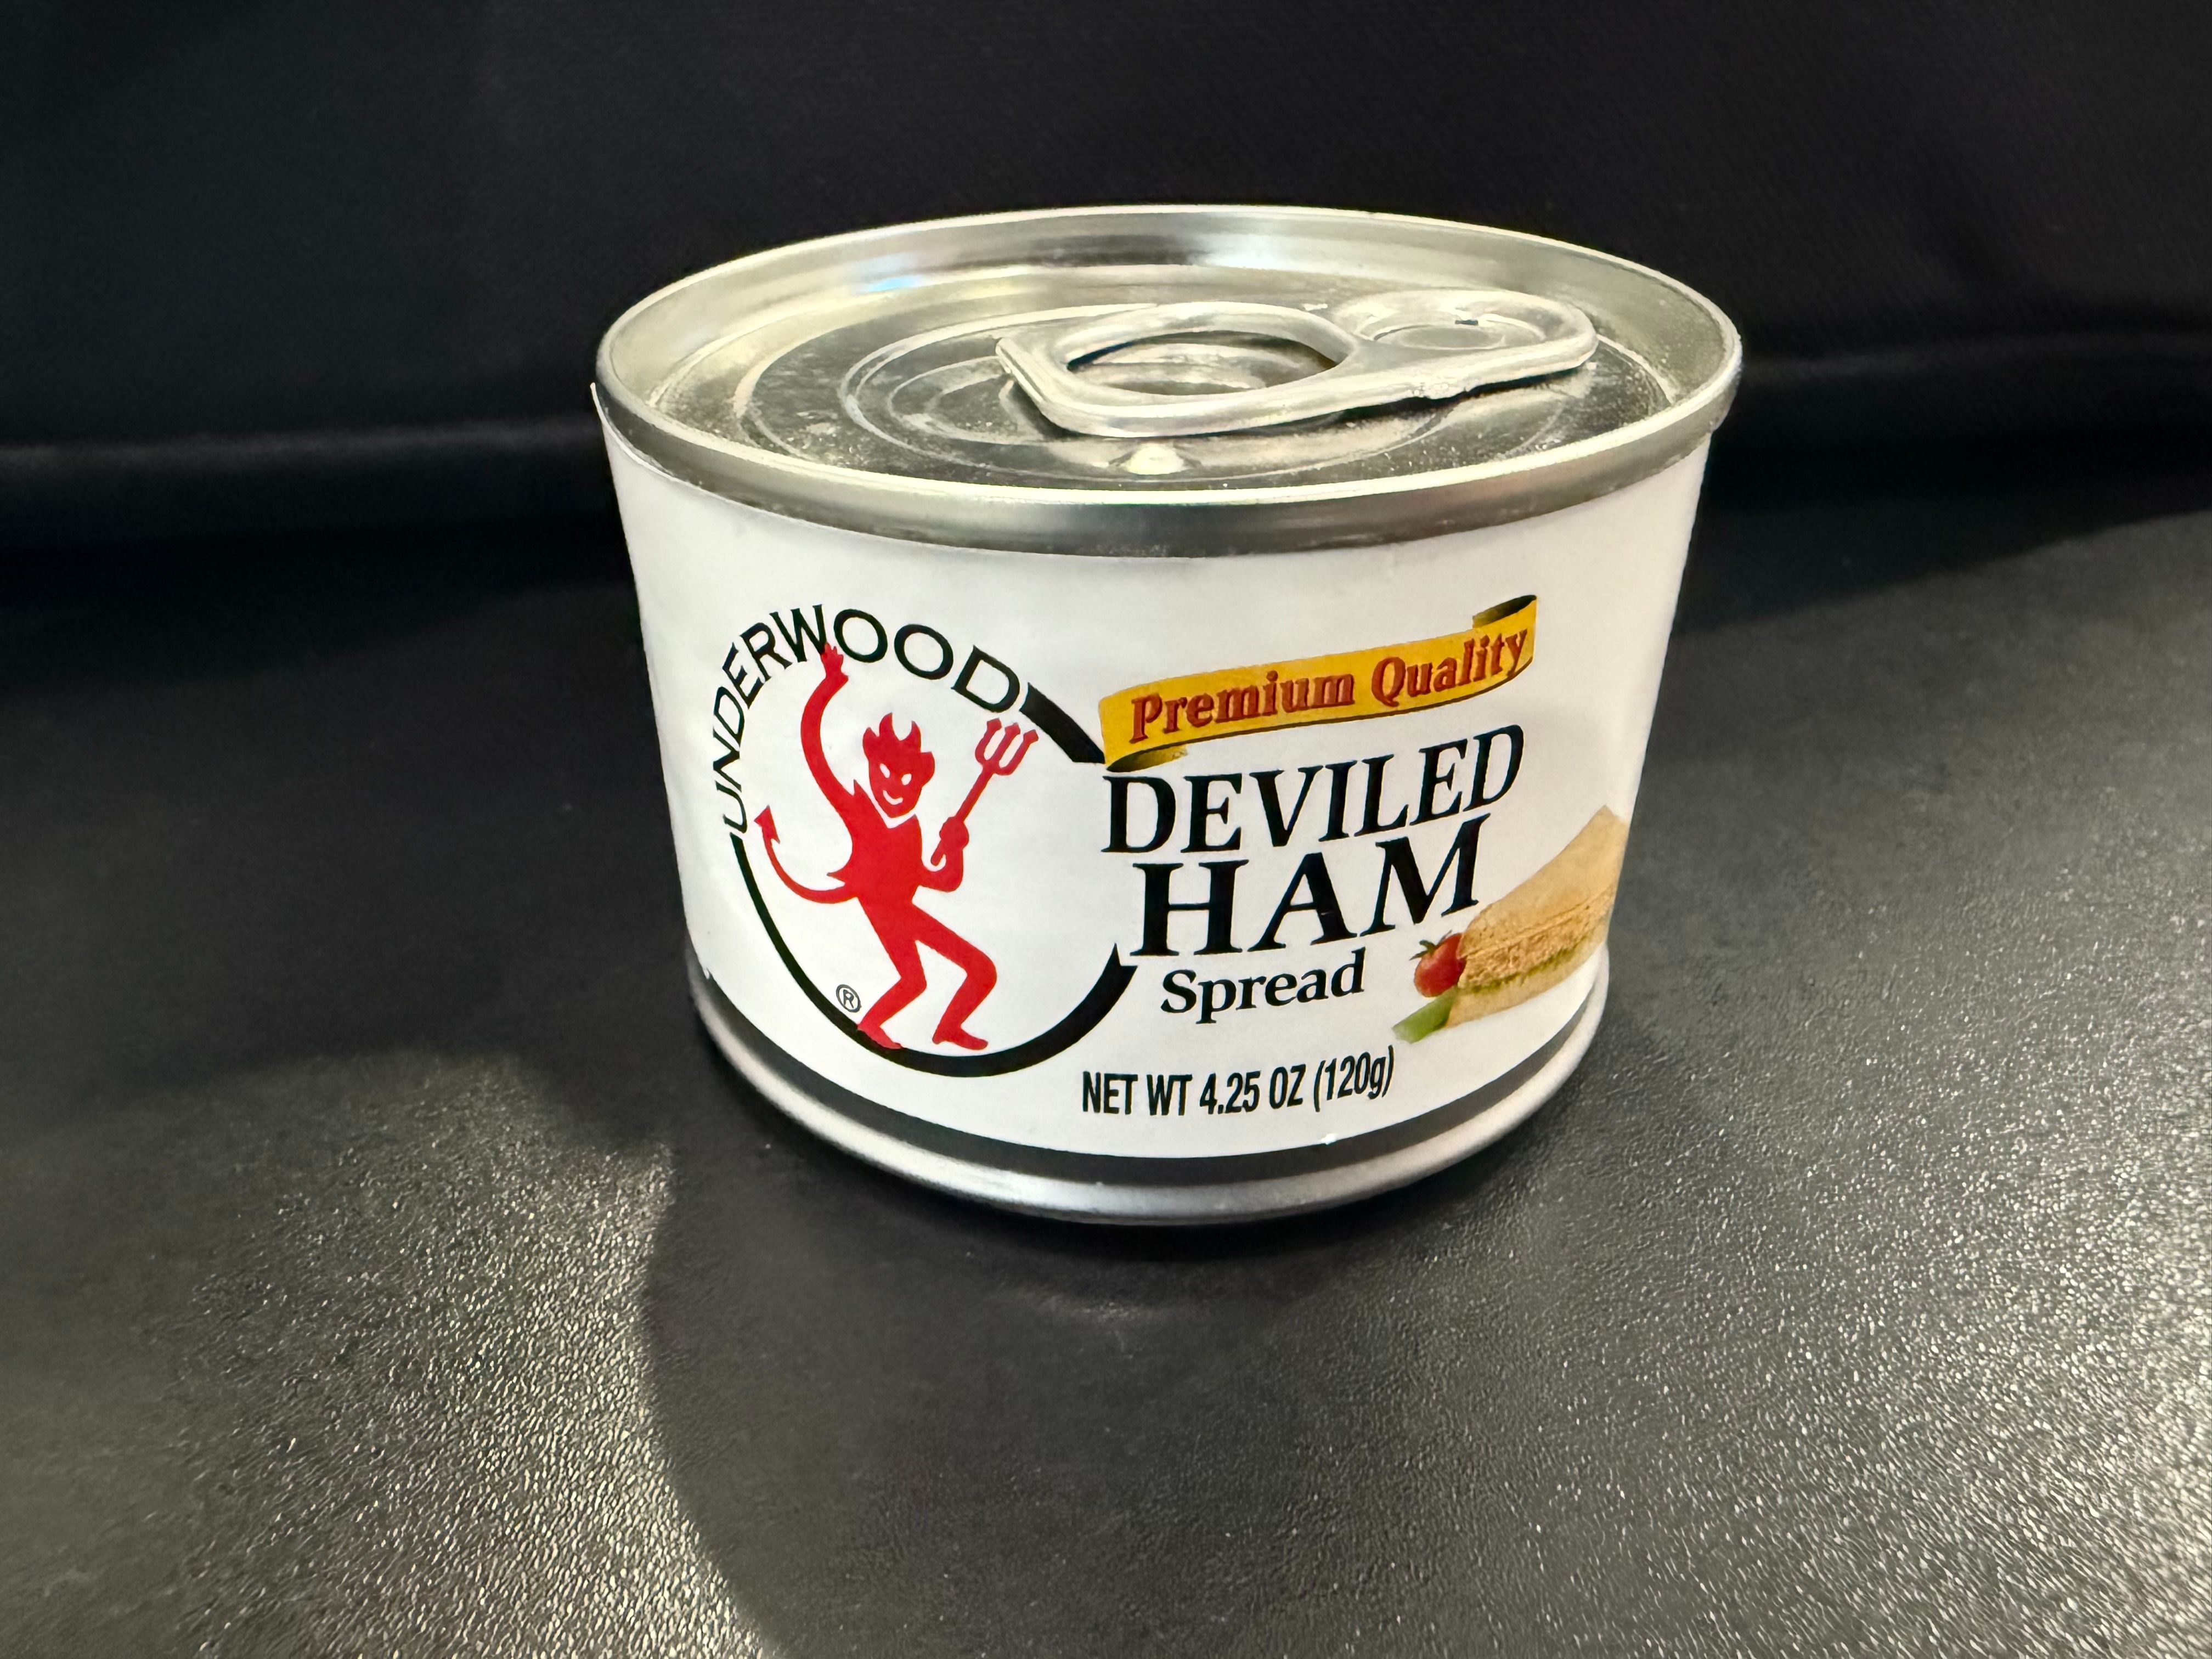 UNDERWOOD
®
Premium Quality
DEVILED
HAM
Spread
NET WT 4.25 OZ (120g)